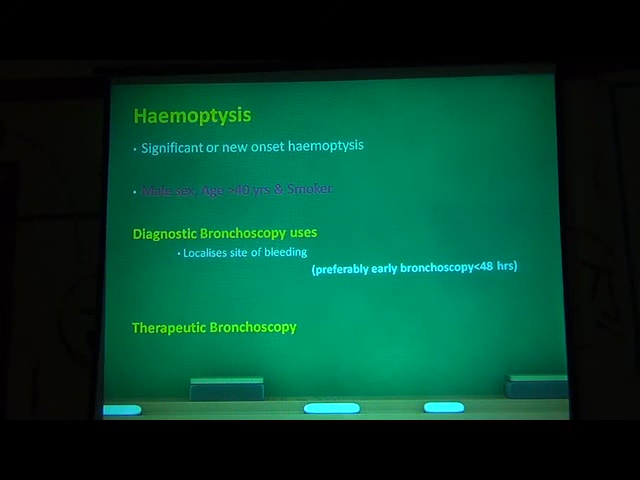 Haemoptysis
• Significant or new onset haemoptysis
• Male sex, Age >40 yrs & Smoker
Diagnostic Bronchoscopy uses
• Localises site of bleeding
(preferably early bronchoscopy<48 hrs)
Therapeutic Bronchoscopy